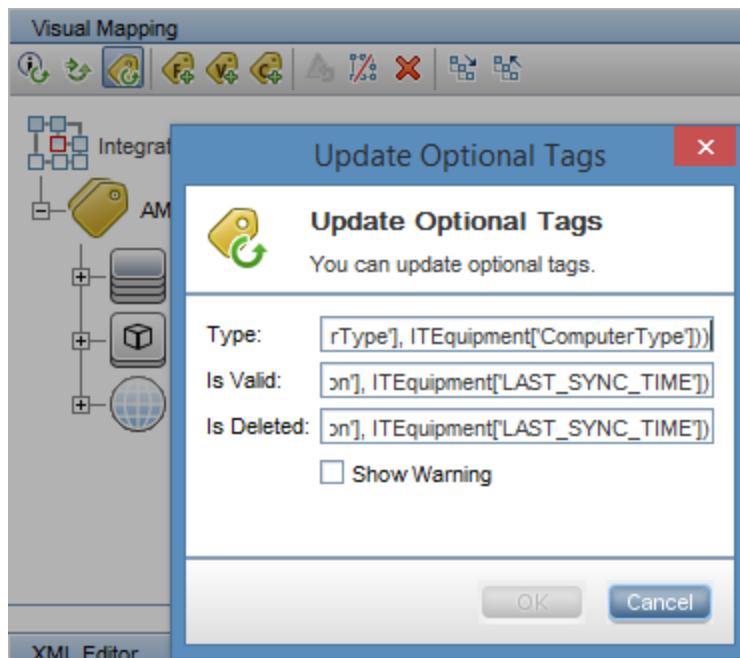 Visual Mapping
Integrat
AM
Update Optional Tags
Update Optional Tags
You can update optional tags.
Type: rType'], ITEquipment['ComputerType']))
Is Valid: on'], ITEquipment['LAST_SYNC_TIME'])
Is Deleted: on'], ITEquipment['LAST_SYNC_TIME'])
Show Warning
OK Cancel
XML Editor